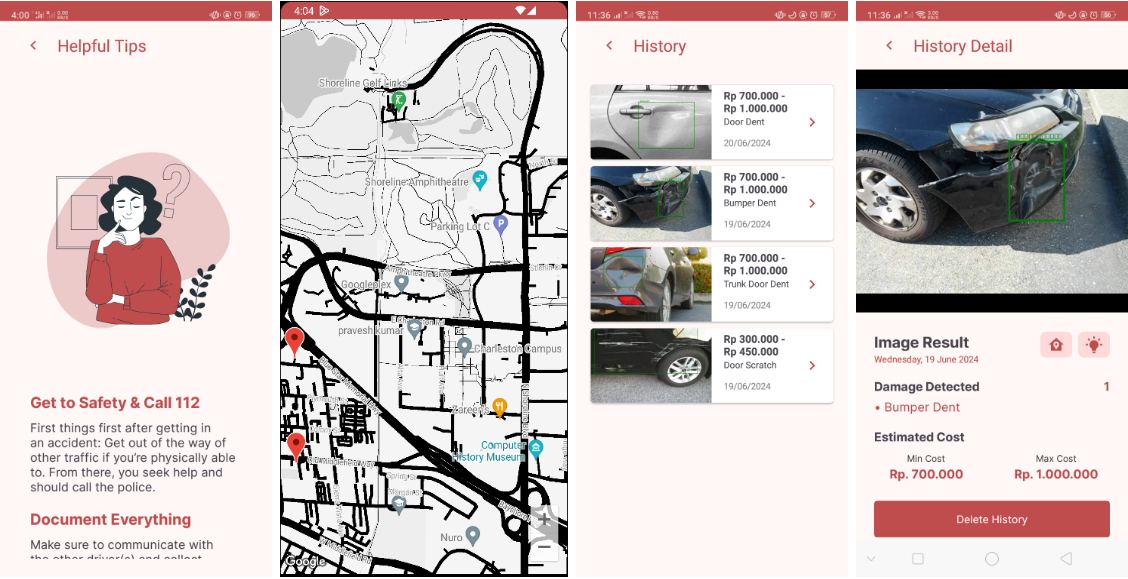 4:00
Helpful Tips
Get to Safety & Call 112
First things first after getting in
an accident: Get out of the way of
other traffic if you're physically able
to. From there, you seek help and
should call the police.
Document Everything
Make sure to communicate with
the other driver(s) and collect
4:04
Shoreline Golf Links
Shoreline Amphitheatre
Parking Lot C
Googleplex
pravesh kumar
Charleston Campus
Zareen's
Computer
History Museum
Nuro
Google
+
−
11:36
History
Rp 700.000 -
Rp 1.000.000
Door Dent
20/06/2024
Rp 700.000 -
Rp 1.000.000
Bumper Dent
19/06/2024
Rp 700.000 -
Rp 1.000.000
Trunk Door Dent
19/06/2024
Rp 300.000 -
Rp 450.000
Door Scratch
19/06/2024
11:36
History Detail
Image Result
Wednesday, 19 June 2024
Damage Detected 1
• Bumper Dent
Estimated Cost
Min Cost Max Cost
Rp. 700.000 Rp. 1.000.000
Delete History